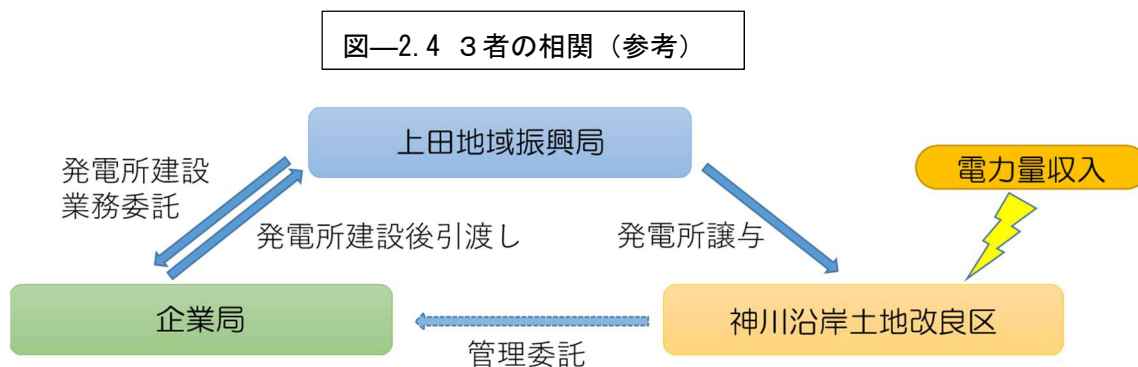 図―2.4 ３者の相関（参考）
上田地域振興局
電力量収入
発電所建設
業務委託
発電所建設後引渡し
発電所譲与
企業局
神川沿岸土地改良区
管理委託